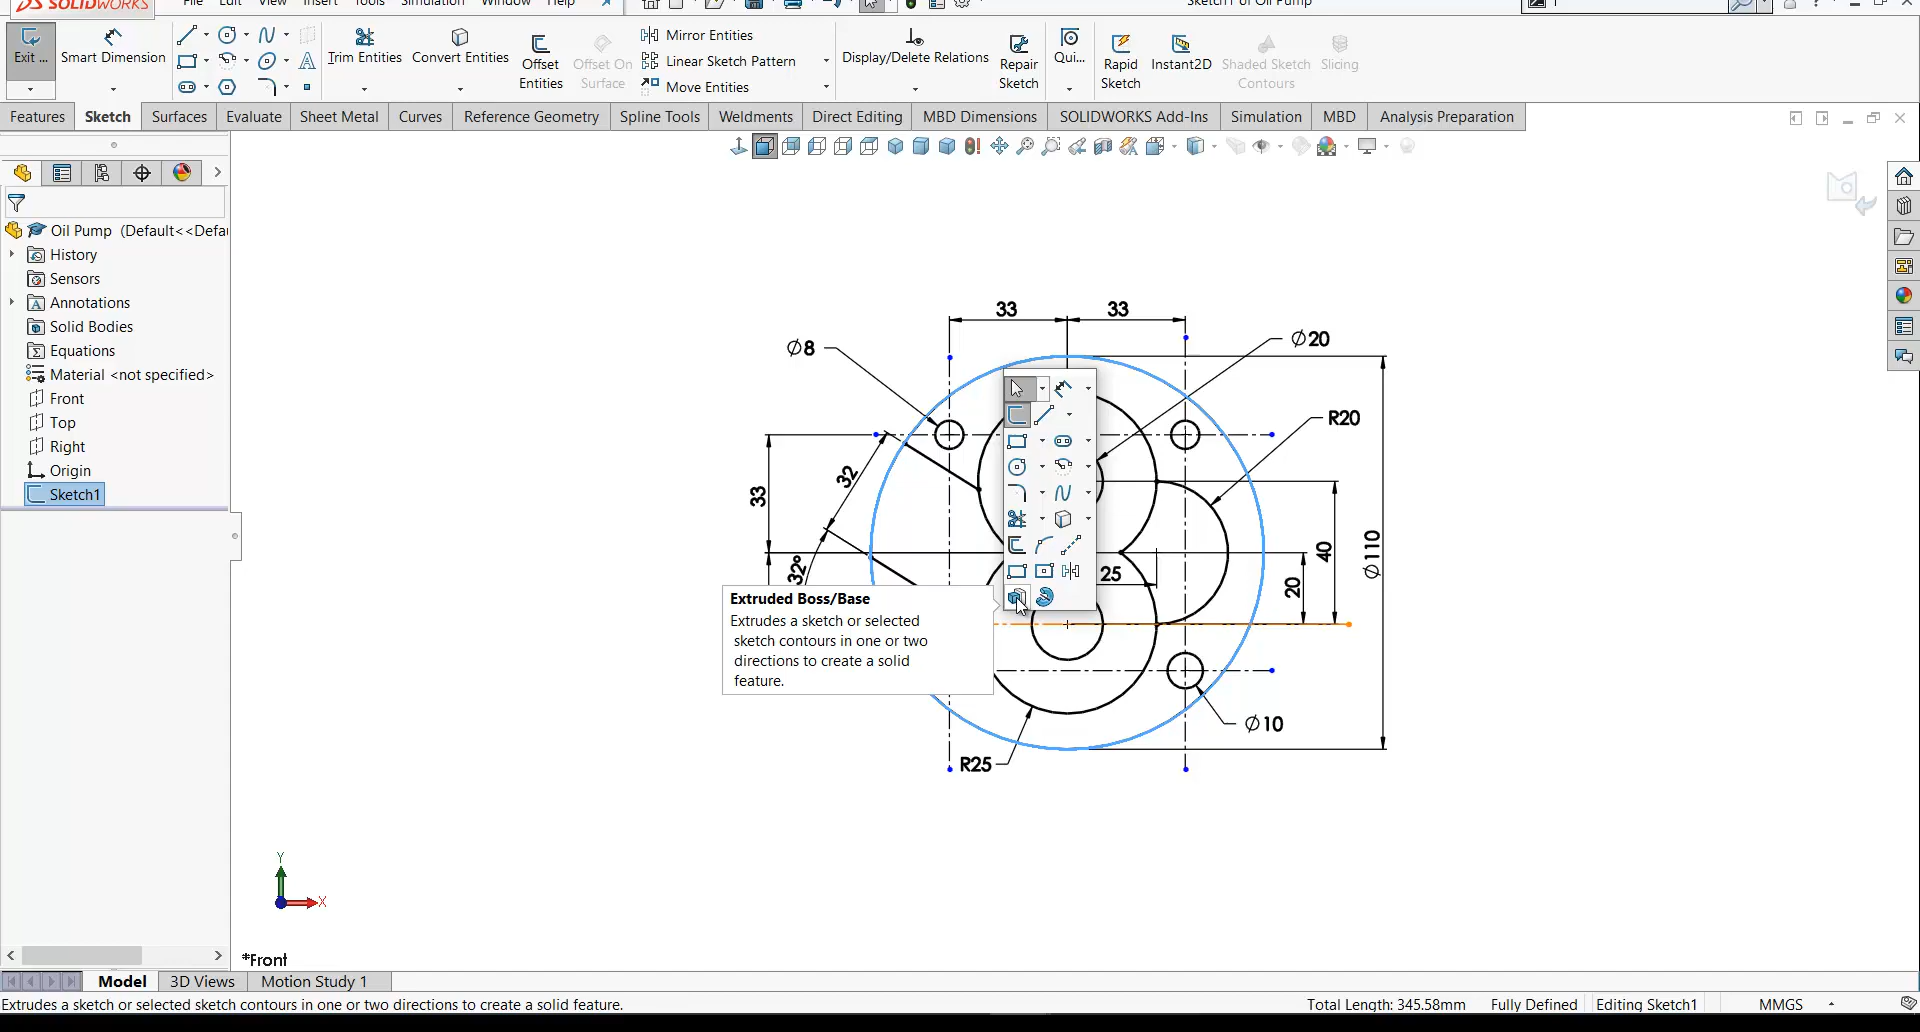 SOLIDWORKS
File Edit View Insert Tools Simulation Window Help
Sketch1 of Oil Pump
Exit ...
Smart Dimension
Trim Entities
Convert Entities
Offset
Entities
Offset On
Surface
Mirror Entities
Linear Sketch Pattern
Move Entities
Display/Delete Relations
Repair
Sketch
Qui...
Rapid
Sketch
Instant2D
Shaded Sketch
Contours
Slicing
Features Sketch Surfaces Evaluate Sheet Metal Curves Reference Geometry Spline Tools Weldments Direct Editing MBD Dimensions SOLIDWORKS Add-Ins Simulation MBD Analysis Preparation
Oil Pump (Default<<Defau
History
Sensors
Annotations
Solid Bodies
Equations
Material <not specified>
Front
Top
Right
Origin
Sketch1
33 33
∅8
∅20
R20
32
33
32°
25
40
20
∅110
∅10
R25
Extruded Boss/Base
Extrudes a sketch or selected
sketch contours in one or two
directions to create a solid
feature.
Y
X
*Front
Model 3D Views Motion Study 1
Extrudes a sketch or selected sketch contours in one or two directions to create a solid feature.
Total Length: 345.58mm Fully Defined Editing Sketch1 MMGS